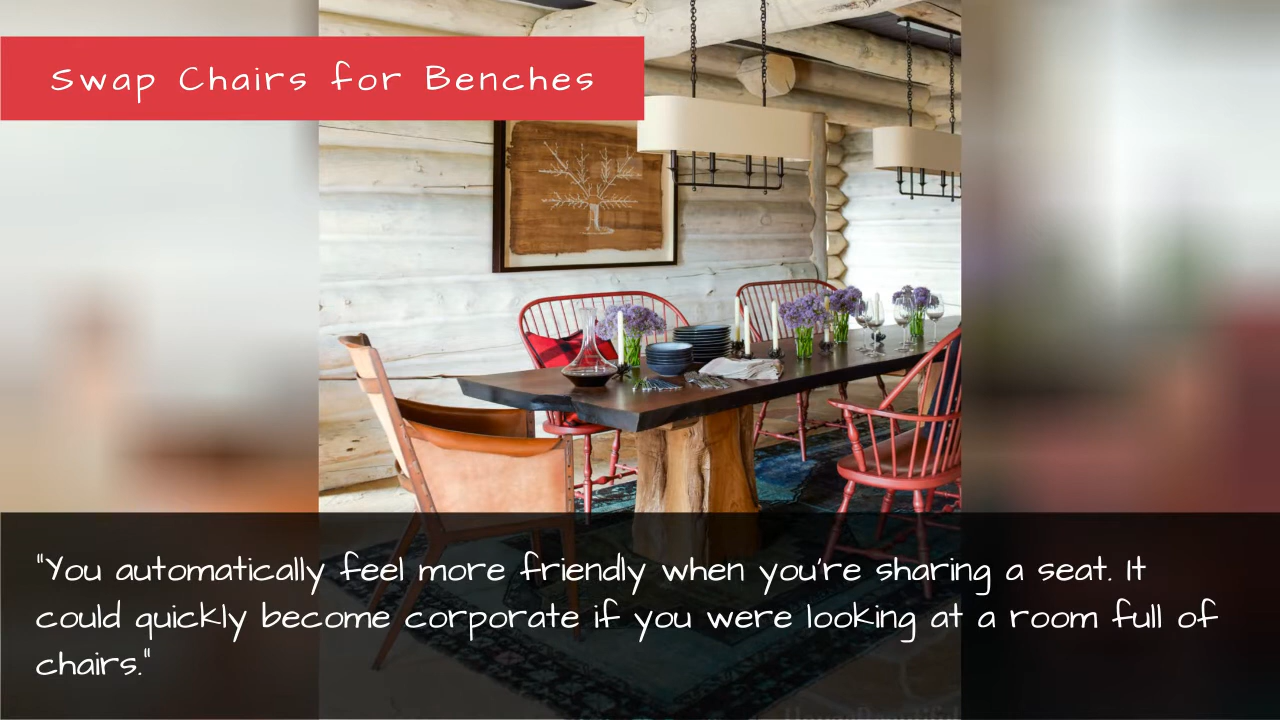 Swap Chairs for Benches
"You automatically feel more friendly when you're sharing a seat. It
could quickly become corporate if you were looking at a room full of
chairs."